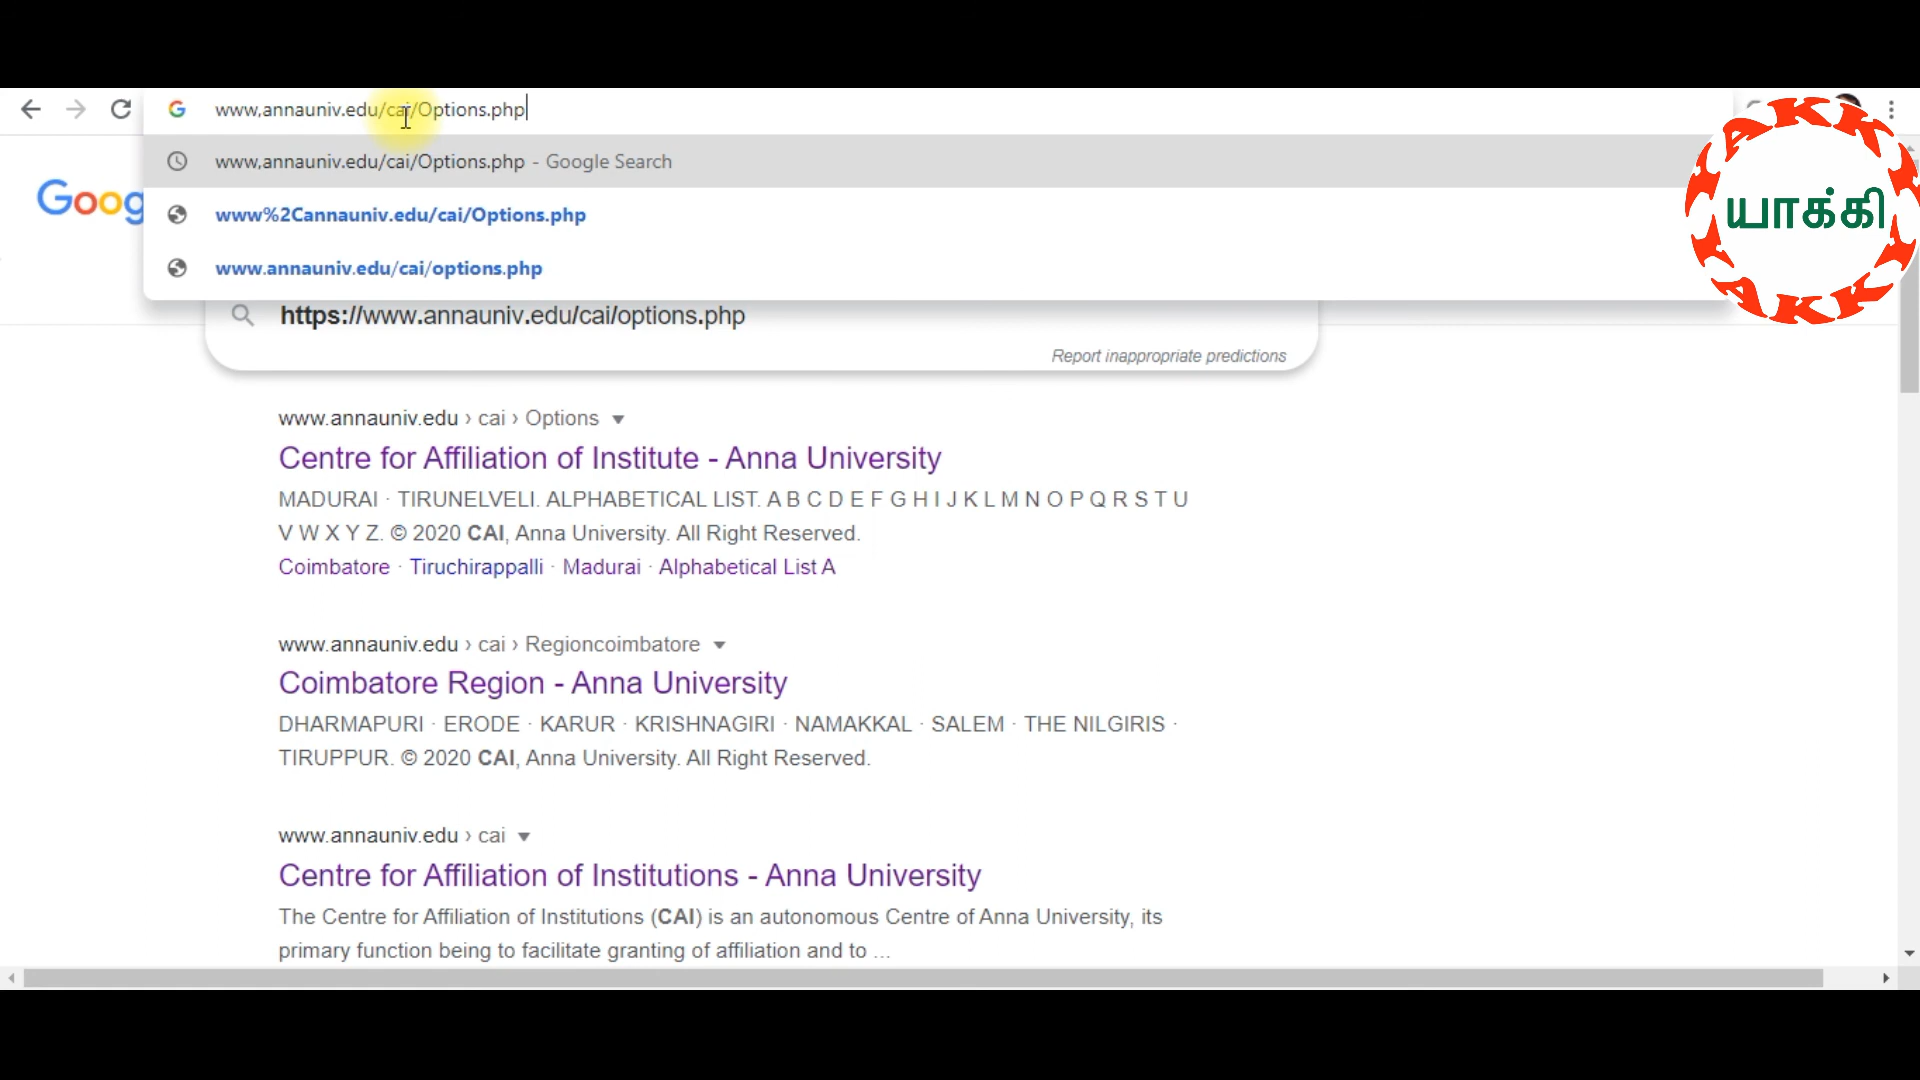 www,annauniv.edu/cai/Options.php
www,annauniv.edu/cai/Options.php - Google Search
www%2Cannauniv.edu/cai/Options.php
www.annauniv.edu/cai/options.php
Goog
https://www.annauniv.edu/cai/options.php
Report inappropriate predictions
www.annauniv.edu › cai › Options
Centre for Affiliation of Institute - Anna University
MADURAI · TIRUNELVELI. ALPHABETICAL LIST. A B C D E F G H I J K L M N O P Q R S T U
V W X Y Z. © 2020 CAI, Anna University. All Right Reserved.
Coimbatore · Tiruchirappalli · Madurai · Alphabetical List A
www.annauniv.edu › cai › Regioncoimbatore
Coimbatore Region - Anna University
DHARMAPURI · ERODE · KARUR · KRISHNAGIRI · NAMAKKAL · SALEM · THE NILGIRIS ·
TIRUPPUR. © 2020 CAI, Anna University. All Right Reserved.
www.annauniv.edu › cai
Centre for Affiliation of Institutions - Anna University
The Centre for Affiliation of Institutions (CAI) is an autonomous Centre of Anna University, its
primary function being to facilitate granting of affiliation and to ...
யாக்கி